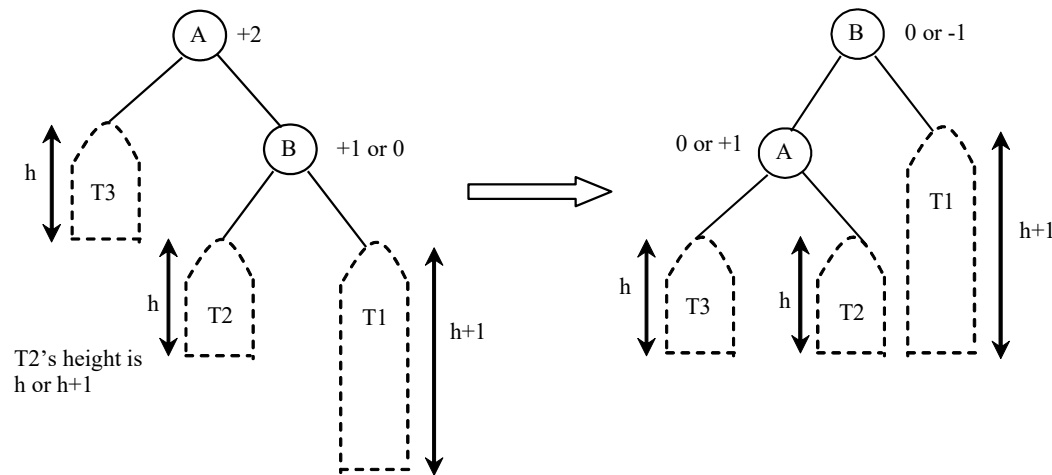 A
+2
B
+1 or 0
h
T3
h
T2
T1
h+1
T2’s height is
h or h+1
B
0 or -1
0 or +1
A
T1
h+1
h
T3
h
T2